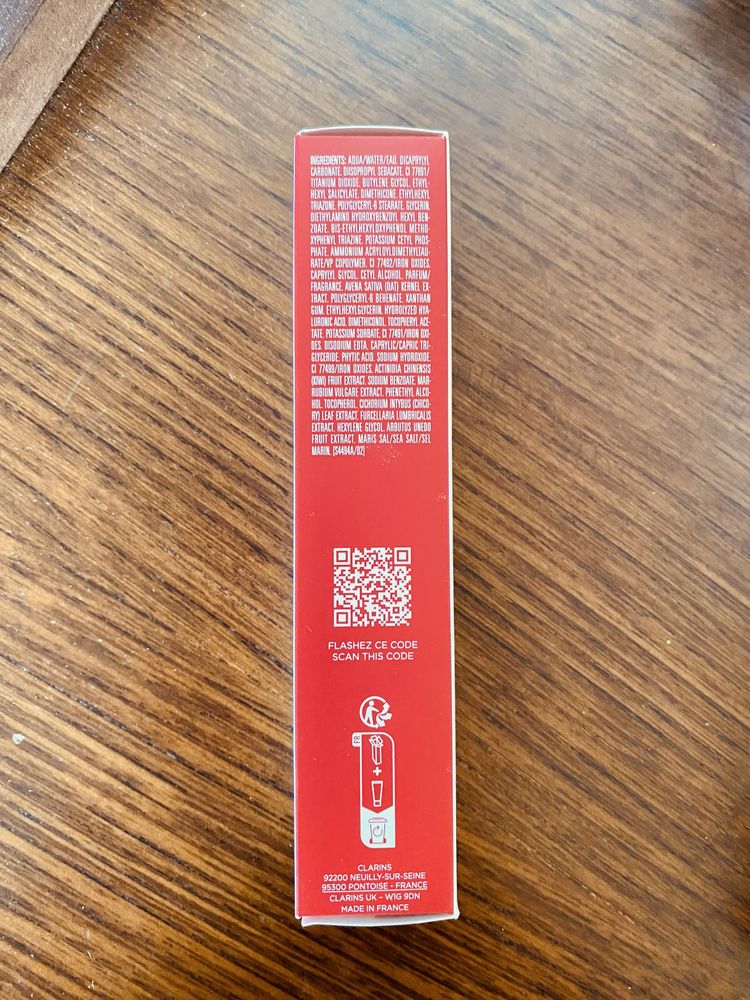 INGREDIENTS: AQUA/WATER/EAU. DICAPRYLYL
CARBONATE. DIISOPROPYL SEBACATE. CI 77891/
TITANIUM DIOXIDE. BUTYLENE GLYCOL. ETHYL-
HEXYL SALICYLATE. DIMETHICONE. ETHYLHEXYL
TRIAZONE. POLYGLYCERYL-6 STEARATE. GLYCERIN.
DIETHYLAMINO HYDROXYBENZOYL HEXYL BEN-
ZOATE. BIS-ETHYLHEXYLOXYPHENOL METHO-
XYPHENYL TRIAZINE. POTASSIUM CETYL PHOS-
PHATE. AMMONIUM ACRYLOYLDIMETHYLTAU-
RATE/VP COPOLYMER. CI 77492/IRON OXIDES.
CAPRYLYL GLYCOL. CETYL ALCOHOL. PARFUM/
FRAGRANCE. AVENA SATIVA (OAT) KERNEL EX-
TRACT. POLYGLYCERYL-6 BEHENATE. XANTHAN
GUM. ETHYLHEXYLGLYCERIN. HYDROLYZED HYA-
LURONIC ACID. DIMETHICONOL. TOCOPHERYL ACE-
TATE. POTASSIUM SORBATE. CI 77491/IRON OXI-
DES. DISODIUM EDTA. CAPRYLIC/CAPRIC TRI-
GLYCERIDE. PHYTIC ACID. SODIUM HYDROXIDE.
CI 77499/IRON OXIDES. ACTINIDIA CHINENSIS
(KIWI) FRUIT EXTRACT. SODIUM BENZOATE. MAR-
RUBIUM VULGARE EXTRACT. PHENETHYL ALCO-
HOL. TOCOPHEROL. CICHORIUM INTYBUS (CHICO-
RY) LEAF EXTRACT. FURCELLARIA LUMBRICALIS
EXTRACT. HEXYLENE GLYCOL. ARBUTUS UNEDO
FRUIT EXTRACT. MARIS SAL/SEA SALT/SEL
MARIN. [S4494A/02]
FLASHEZ CE CODE
SCAN THIS CODE
FR
+
CLARINS
92200 NEUILLY-SUR-SEINE
95300 PONTOISE - FRANCE
CLARINS UK - W1G 9DN
MADE IN FRANCE